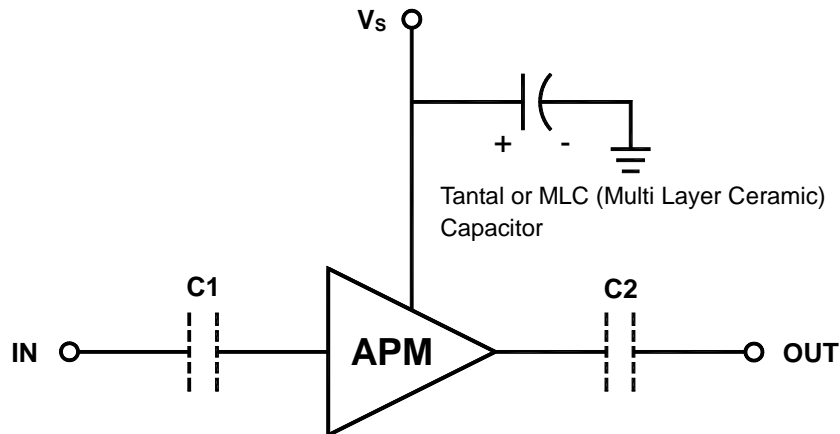 Vs
+ -
Tantal or MLC (Multi Layer Ceramic)
Capacitor
C1
C2
IN
APM
OUT